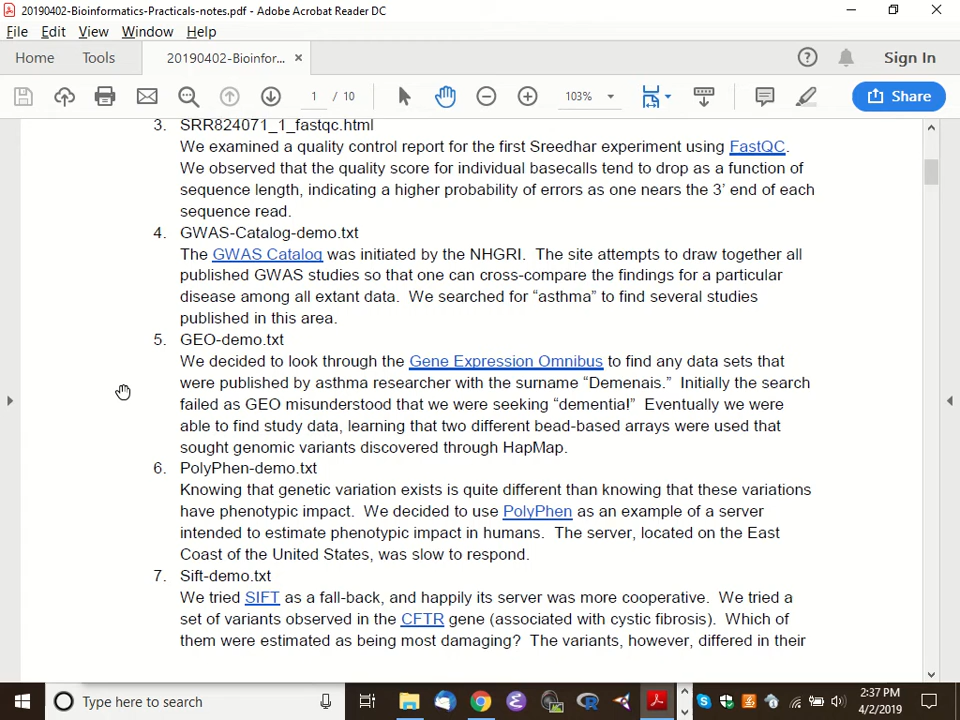 20190402-Bioinformatics-Practicals-notes.pdf - Adobe Acrobat Reader DC
File Edit View Window Help
Home Tools 20190402-Bioinfor... Sign In
1 / 10 103% Share
3. SRR824071_1_fastqc.html
We examined a quality control report for the first Sreedhar experiment using FastQC.
We observed that the quality score for individual basecalls tend to drop as a function of
sequence length, indicating a higher probability of errors as one nears the 3’ end of each
sequence read.
4. GWAS-Catalog-demo.txt
The GWAS Catalog was initiated by the NHGRI. The site attempts to draw together all
published GWAS studies so that one can cross-compare the findings for a particular
disease among all extant data. We searched for “asthma” to find several studies
published in this area.
5. GEO-demo.txt
We decided to look through the Gene Expression Omnibus to find any data sets that
were published by asthma researcher with the surname “Demenais.” Initially the search
failed as GEO misunderstood that we were seeking “dementia!” Eventually we were
able to find study data, learning that two different bead-based arrays were used that
sought genomic variants discovered through HapMap.
6. PolyPhen-demo.txt
Knowing that genetic variation exists is quite different than knowing that these variations
have phenotypic impact. We decided to use PolyPhen as an example of a server
intended to estimate phenotypic impact in humans. The server, located on the East
Coast of the United States, was slow to respond.
7. Sift-demo.txt
We tried SIFT as a fall-back, and happily its server was more cooperative. We tried a
set of variants observed in the CFTR gene (associated with cystic fibrosis). Which of
them were estimated as being most damaging? The variants, however, differed in their
Type here to search
2:37 PM
4/2/2019